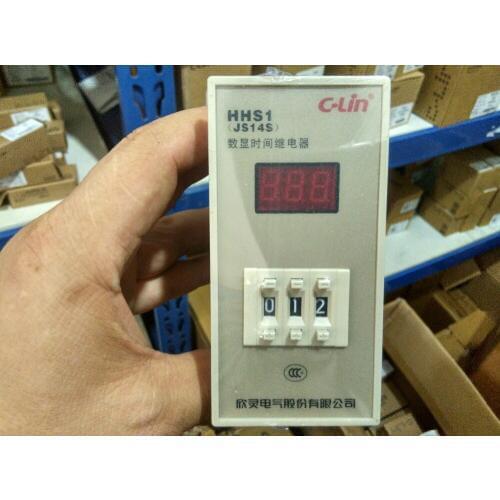 C-Lin®
HHS1
(JS14S)
数显时间继电器
888
0 1 2
CCC
欣灵电气股份有限公司